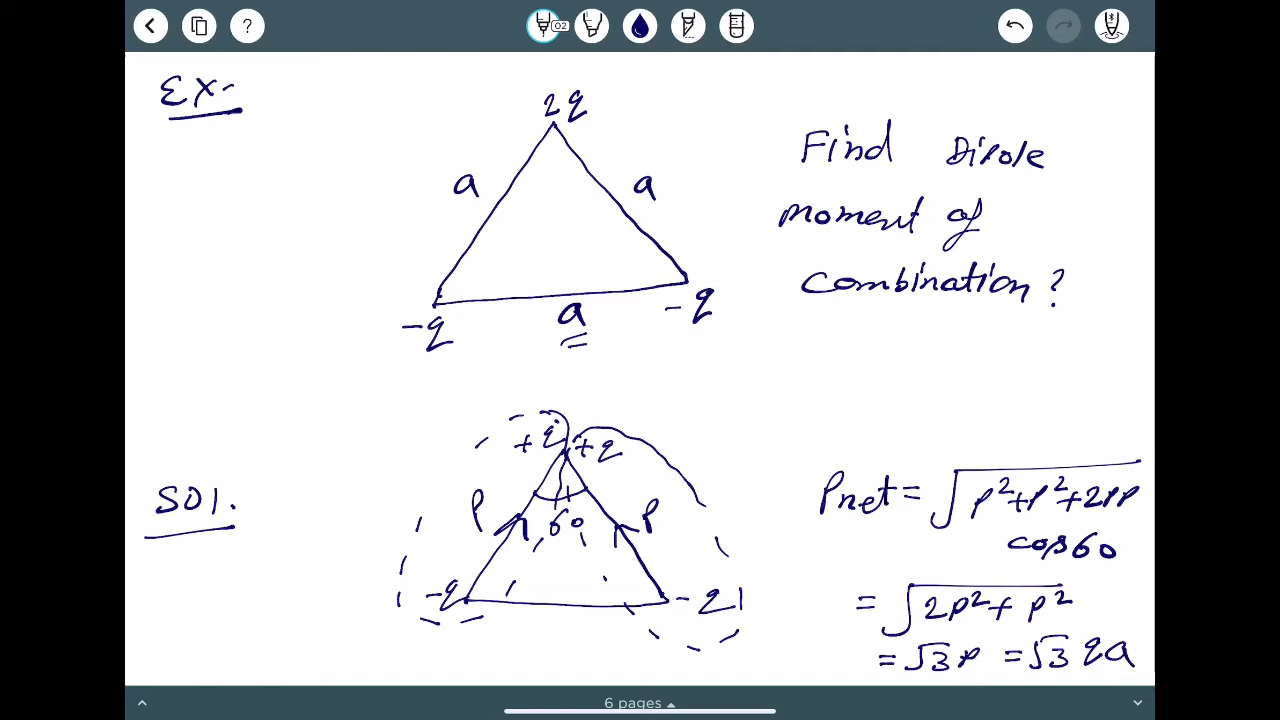 ?
02
EX:
2q
a a
-q a -q
Find Dipole
moment of
combination ?
Sol.
+q +q
P 60 P
-q -q
Pnet = √P²+P²+2PP
cos60
= √2P²+P²
= √3 P = √3 qa
6 pages